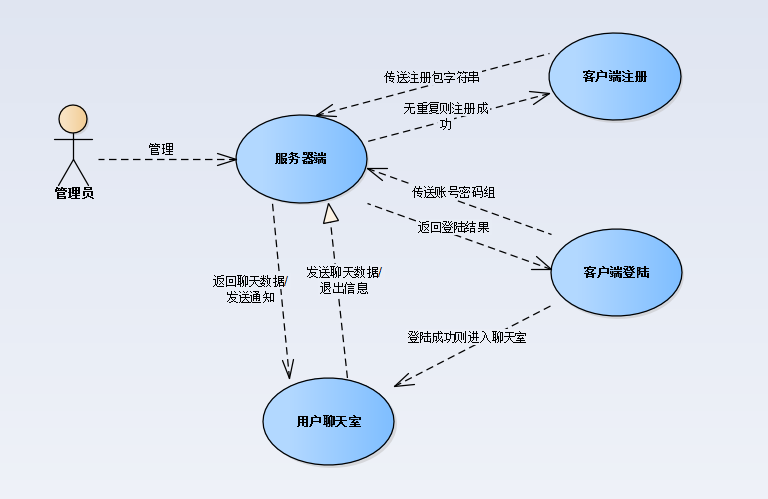 客户端注册
传送注册包字符串
无重复则注册成
功
管理
服务器端
管理员
传送账号密码组
返回登陆结果
客户端登陆
返回聊天数据/
发送通知
发送聊天数据/
退出信息
登陆成功则进入聊天室
用户聊天室